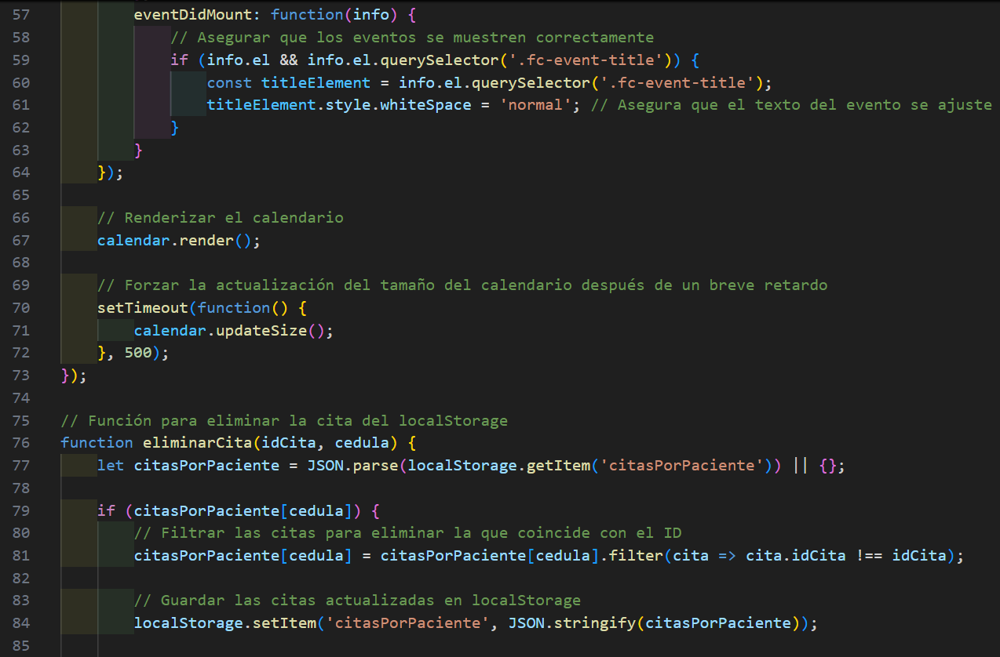 57 eventDidMount: function(info) {
58 // Asegurar que los eventos se muestren correctamente
59 if (info.el && info.el.querySelector('.fc-event-title')) {
60 const titleElement = info.el.querySelector('.fc-event-title');
61 titleElement.style.whiteSpace = 'normal'; // Asegura que el texto del evento se ajuste
62 }
63 }
64 });
65
66 // Renderizar el calendario
67 calendar.render();
68
69 // Forzar la actualización del tamaño del calendario después de un breve retardo
70 setTimeout(function() {
71 calendar.updateSize();
72 }, 500);
73 });
74
75 // Función para eliminar la cita del localStorage
76 function eliminarCita(idCita, cedula) {
77 let citasPorPaciente = JSON.parse(localStorage.getItem('citasPorPaciente')) || {};
78
79 if (citasPorPaciente[cedula]) {
80 // Filtrar las citas para eliminar la que coincide con el ID
81 citasPorPaciente[cedula] = citasPorPaciente[cedula].filter(cita => cita.idCita !== idCita);
82
83 // Guardar las citas actualizadas en localStorage
84 localStorage.setItem('citasPorPaciente', JSON.stringify(citasPorPaciente));
85